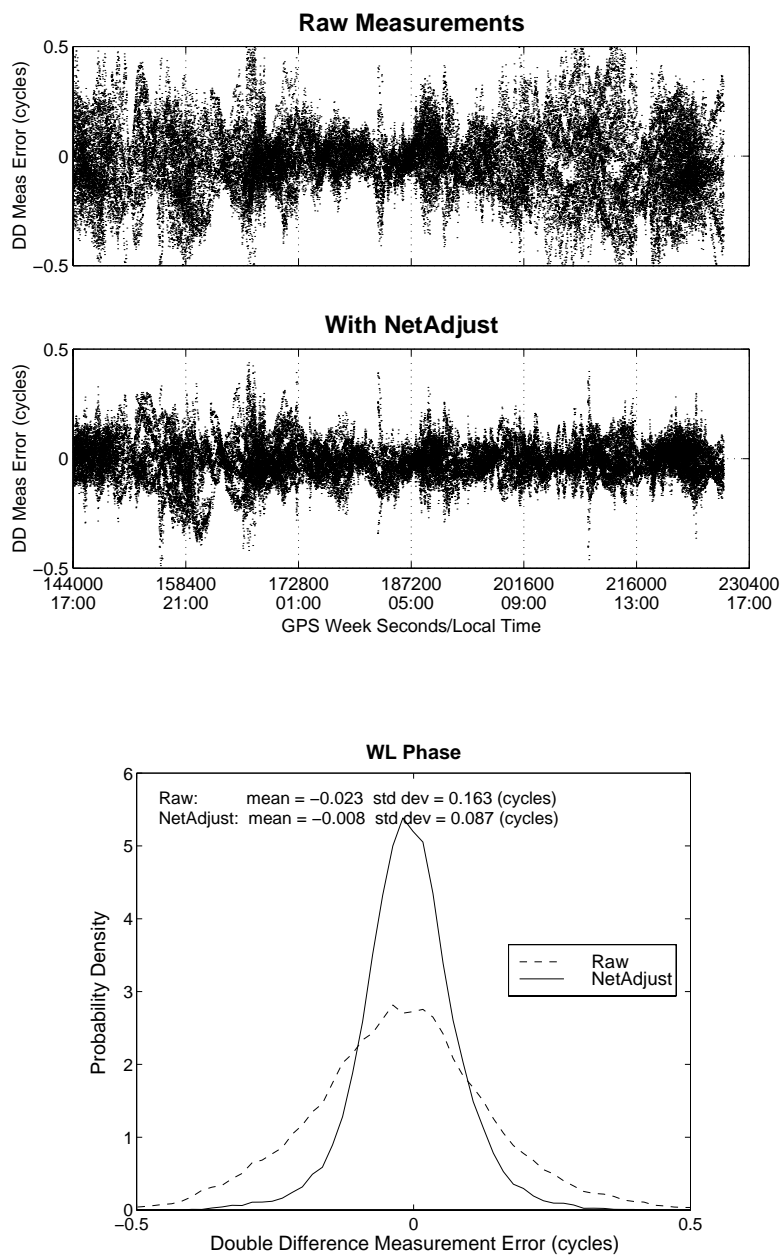 Raw Measurements
0.5
0
−0.5
DD Meas Error (cycles)
With NetAdjust
0.5
0
−0.5
DD Meas Error (cycles)
144000 158400 172800 187200 201600 216000 230400
17:00 21:00 01:00 05:00 09:00 13:00 17:00
GPS Week Seconds/Local Time
WL Phase
6
5
4
3
2
1
0
Probability Density
Raw: mean = −0.023 std dev = 0.163 (cycles)
NetAdjust: mean = −0.008 std dev = 0.087 (cycles)
Raw
NetAdjust
−0.5 0 0.5
Double Difference Measurement Error (cycles)